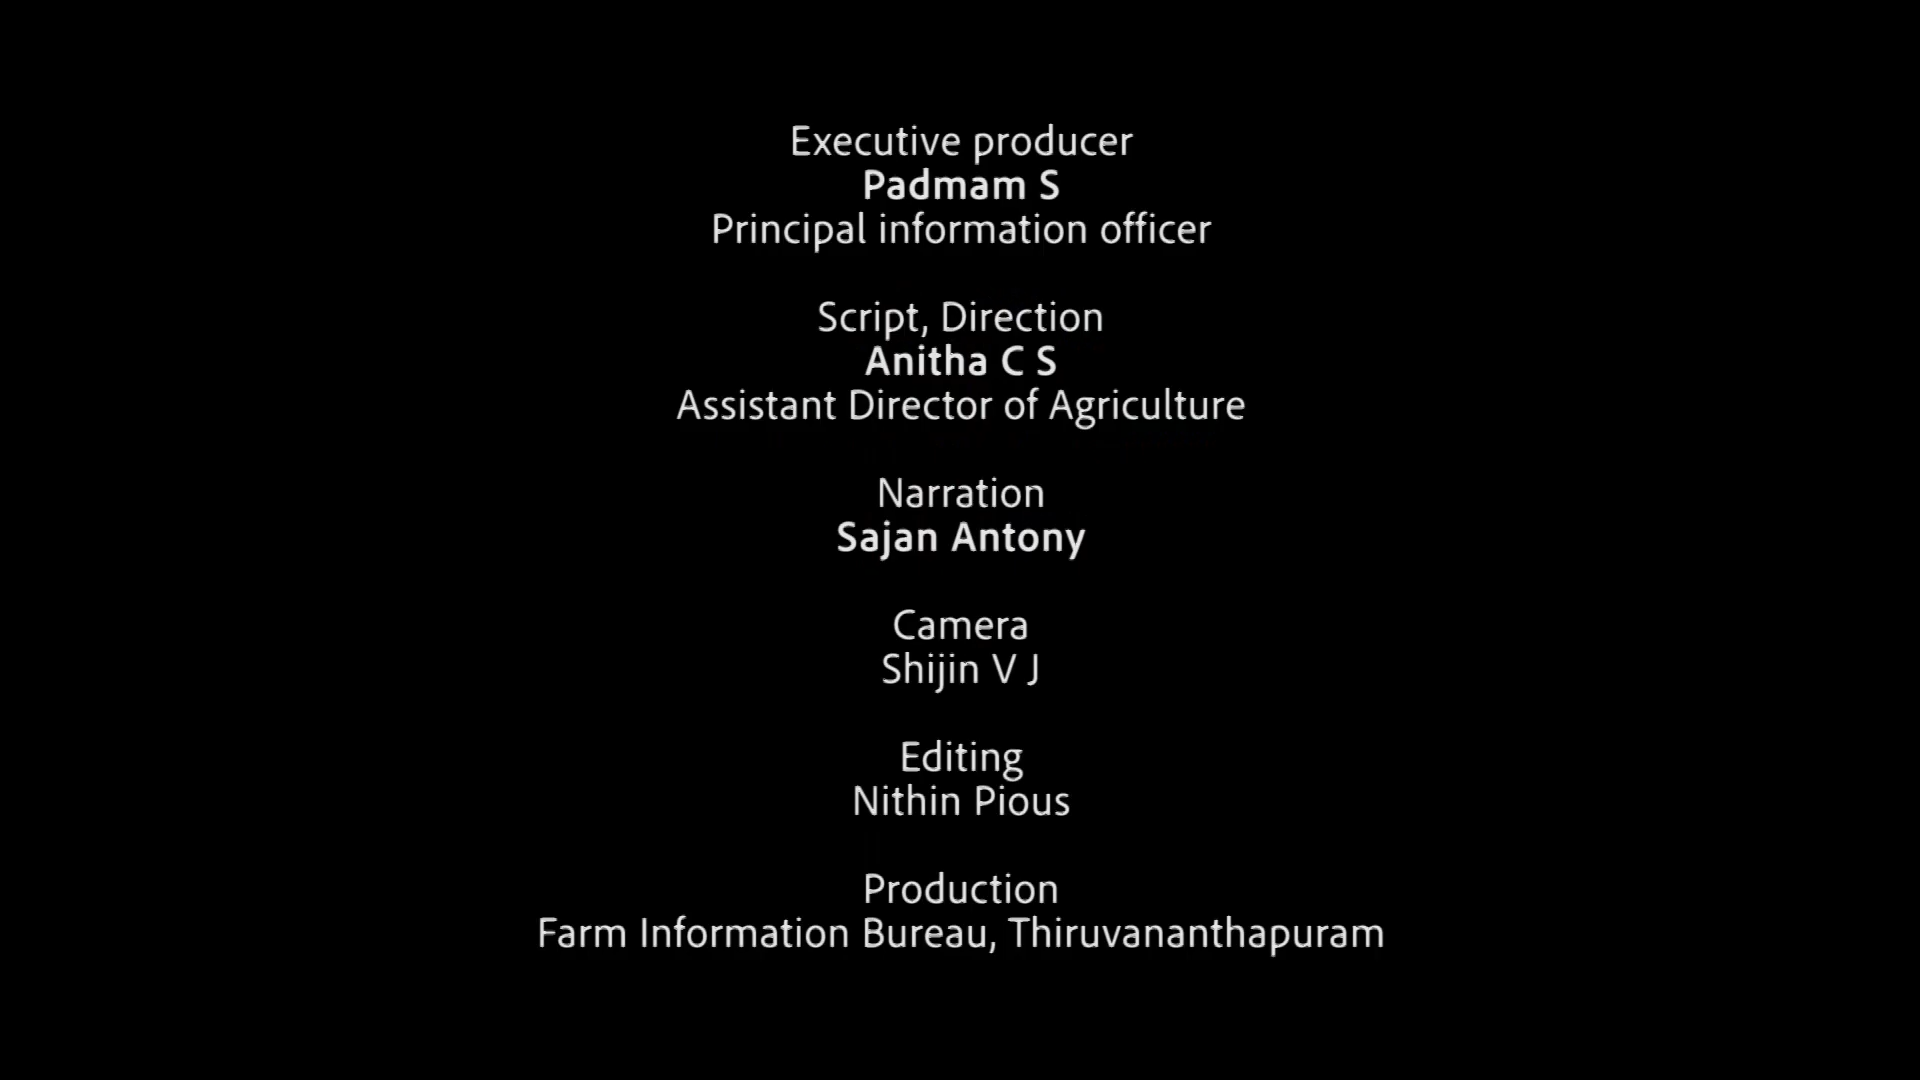 Executive producer
Padmam S
Principal information officer
Script, Direction
Anitha C S
Assistant Director of Agriculture
Narration
Sajan Antony
Camera
Shijin V J
Editing
Nithin Pious
Production
Farm Information Bureau, Thiruvananthapuram